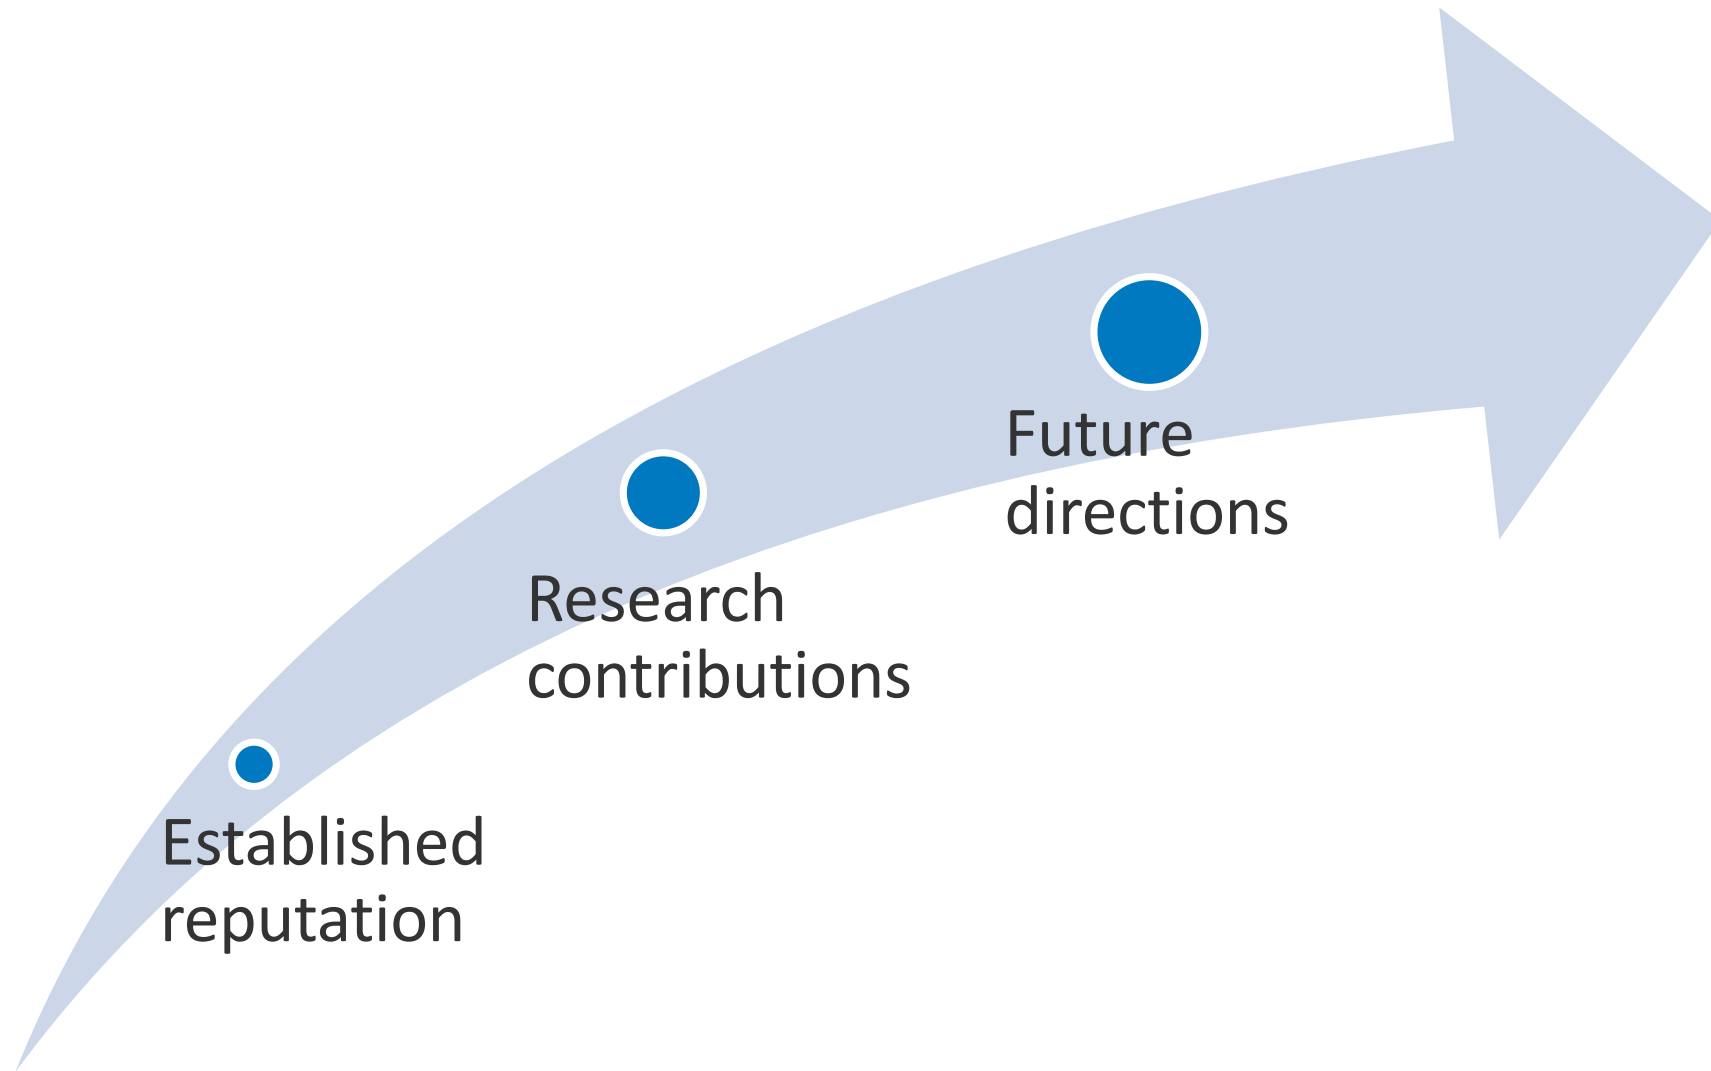 Future
directions
Research
contributions
Established
reputation